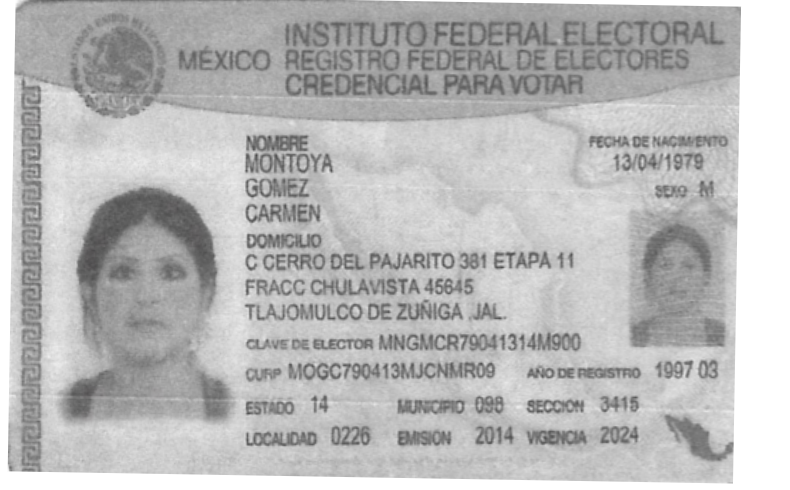 INSTITUTO FEDERAL ELECTORAL
MÉXICO REGISTRO FEDERAL DE ELECTORES
CREDENCIAL PARA VOTAR
NOMBRE
MONTOYA
GOMEZ
CARMEN
FECHA DE NACIMIENTO
13/04/1979
SEXO M
DOMICILIO
C CERRO DEL PAJARITO 381 ETAPA 11
FRACC CHULAVISTA 45645
TLAJOMULCO DE ZUÑIGA ,JAL.
CLAVE DE ELECTOR MNGMCR79041314M900
CURP MOGC790413MJCNMR09 AÑO DE REGISTRO 1997 03
ESTADO 14 MUNICIPIO 098 SECCION 3415
LOCALIDAD 0226 EMISION 2014 VIGENCIA 2024